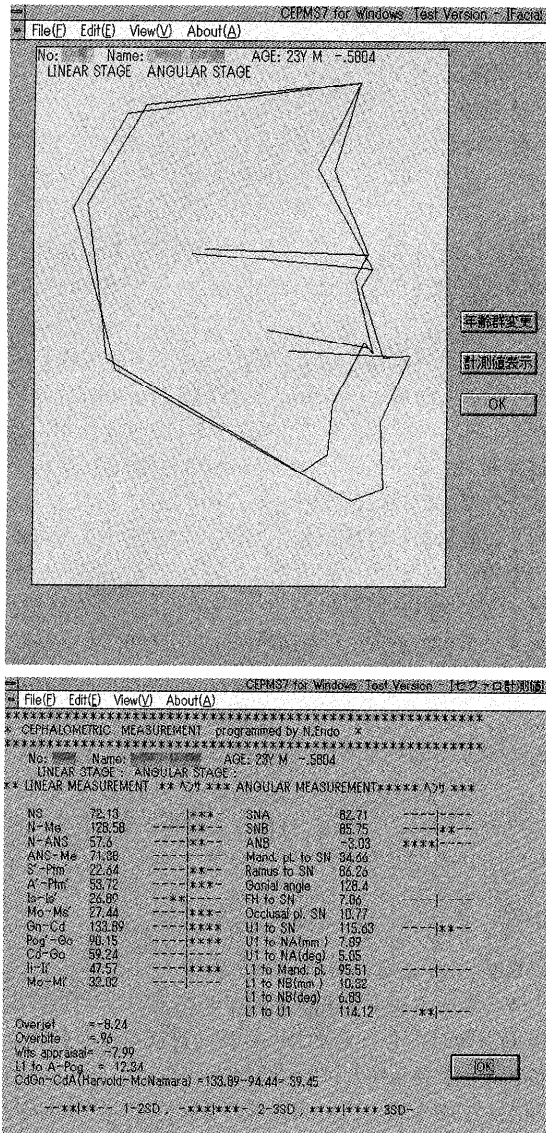 CEPMS7 for Windows Test Version - [Facial
File(F) Edit(E) View(V) About(A)
No: Name: AGE: 23Y M -.5804
LINEAR STAGE ANGULAR STAGE
年齢群変更
計測値表示
OK
CEPMS7 for Windows Test Version - [セファロ計測値
File(F) Edit(E) View(V) About(A)
* CEPHALOMETRIC MEASUREMENT programmed by N.Endo *
No: Name: AGE: 23Y M -.5804
LINEAR STAGE : ANGULAR STAGE :
** LINEAR MEASUREMENT ** ヘンサ *** ANGULAR MEASUREMENT***** ヘンサ ***
NS 72.13 ----|***- SNA 82.71 ----|----
N-Me 128.58 ----|**** SNB 85.75 ----|**--
N-ANS 57.6 ----|**-- ANB -3.03 ****|----
ANS-Me 71.38 ----|---- Mand. pl. to SN 34.66
S'-Ptm' 22.64 ----|**-- Ramus to SN 86.26
A'-Ptm' 53.72 ----|***- Gonial angle 128.4
Is-Is' 26.89 --**|---- FH to SN 7.06 ----|----
Mo-Ms' 27.44 ----|***- Occlusal pl. SN 10.77
Gn-Cd 133.89 ----|**** U1 to SN 115.63 ----|**--
Pog'-Go 90.15 ----|**** U1 to NA(mm) 7.89
Cd-Go 59.24 ----|---- U1 to NA(deg) 5.05
Ii-Ii' 47.57 ----|**** L1 to Mand. pl. 95.51 ----|----
Mo-Mi' 32.02 ----|---- L1 to NB(mm) 10.82
L1 to NB(deg) 6.83
L1 to U1 114.12 --**|----
Overjet =-8.24
Overbite =.96
Wits appraisal= -7.99
L1 to A-Pog = 12.34
CdGn-CdA(Harvold-McNamara) =133.89-94.44= 39.45
OK
--**|**-- 1-2SD , -***|***- 2-3SD , ****|**** 3SD-